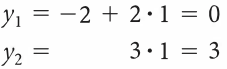 y₁ = −2 + 2·1 = 0
y₂ = 3·1 = 3